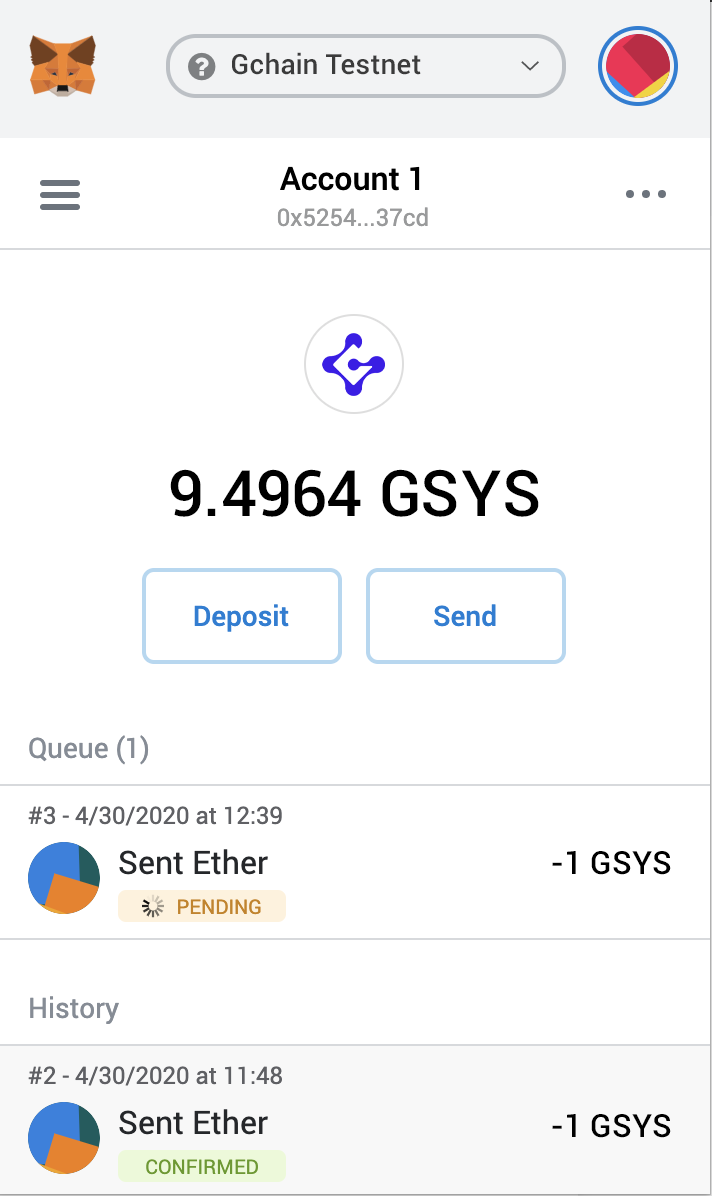 Gchain Testnet
Account 1
0x5254...37cd
9.4964 GSYS
Deposit
Send
Queue (1)
#3 - 4/30/2020 at 12:39
Sent Ether
-1 GSYS
PENDING
History
#2 - 4/30/2020 at 11:48
Sent Ether
-1 GSYS
CONFIRMED